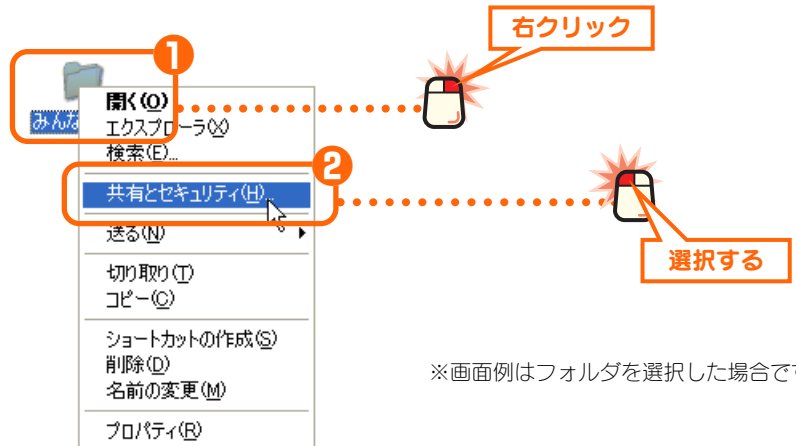 右クリック
❶
みんな
開く(O)
エクスプローラ(X)
検索(E)...
❷
共有とセキュリティ(H)...
送る(N)
選択する
切り取り(T)
コピー(C)
ショートカットの作成(S)
削除(D)
名前の変更(M)
※画面例はフォルダを選択した場合です
プロパティ(R)